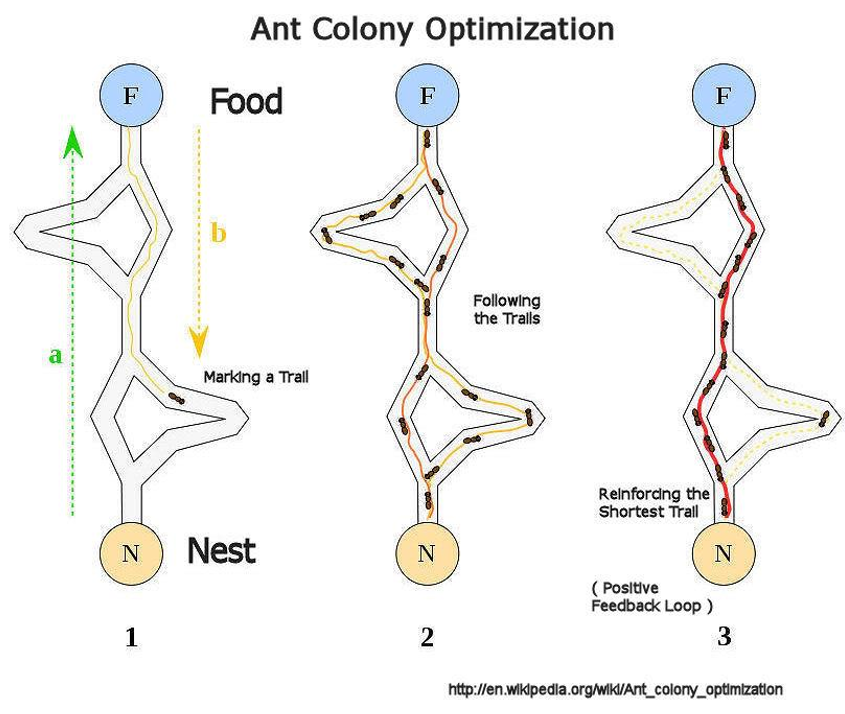 Ant Colony Optimization
F
Food
F
F
b
a
Following
the Trails
Marking a Trail
Reinforcing the
Shortest Trail
N
Nest
N
N
( Positive
Feedback Loop )
1
2
3
http://en.wikipedia.org/wiki/Ant_colony_optimization